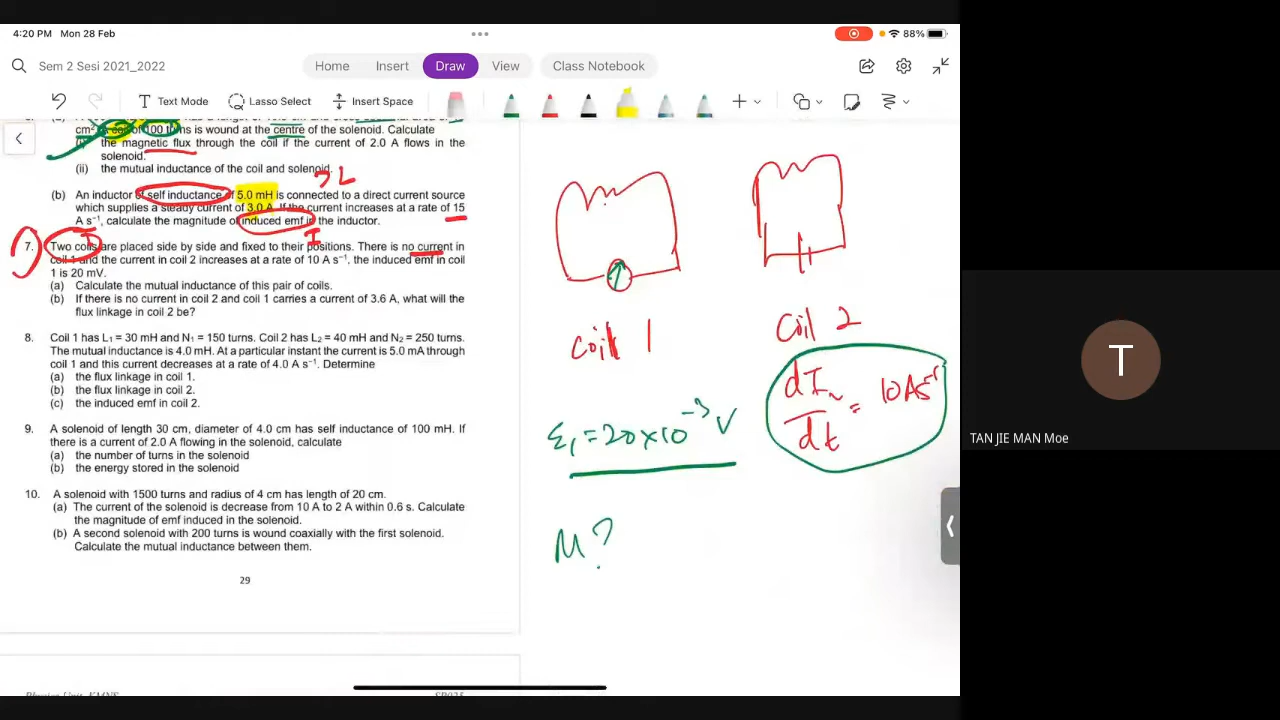 4:20 PM Mon 28 Feb
88%
Sem 2 Sesi 2021_2022
Home
Insert
Draw
View
Class Notebook
Text Mode
Lasso Select
Insert Space
cm². A coil of 100 turns is wound at the centre of the solenoid. Calculate
(i) the magnetic flux through the coil if the current of 2.0 A flows in the
solenoid.
(ii) the mutual inductance of the coil and solenoid.
→ L
(b) An inductor of self inductance of 5.0 mH is connected to a direct current source
which supplies a steady current of 3.0 A. If the current increases at a rate of 15
A s⁻¹, calculate the magnitude of induced emf in the inductor.
7. Two coils are placed side by side and fixed to their positions. There is no current in
coil 1 and the current in coil 2 increases at a rate of 10 A s⁻¹, the induced emf in coil
1 is 20 mV.
(a) Calculate the mutual inductance of this pair of coils.
(b) If there is no current in coil 2 and coil 1 carries a current of 3.6 A, what will the
flux linkage in coil 2 be?
8. Coil 1 has L₁ = 30 mH and N₁ = 150 turns. Coil 2 has L₂ = 40 mH and N₂ = 250 turns.
The mutual inductance is 4.0 mH. At a particular instant the current is 5.0 mA through
coil 1 and this current decreases at a rate of 4.0 A s⁻¹. Determine
(a) the flux linkage in coil 1.
(b) the flux linkage in coil 2.
(c) the induced emf in coil 2.
9. A solenoid of length 30 cm, diameter of 4.0 cm has self inductance of 100 mH. If
there is a current of 2.0 A flowing in the solenoid, calculate
(a) the number of turns in the solenoid
(b) the energy stored in the solenoid
10. A solenoid with 1500 turns and radius of 4 cm has length of 20 cm.
(a) The current of the solenoid is decrease from 10 A to 2 A within 0.6 s. Calculate
the magnitude of emf induced in the solenoid.
(b) A second solenoid with 200 turns is wound coaxially with the first solenoid.
Calculate the mutual inductance between them.
29
coil 1
coil 2
dI₂/dt = 10 As⁻¹
ε₁ = 20 × 10⁻³ V
M?
T
TAN JIE MAN Moe